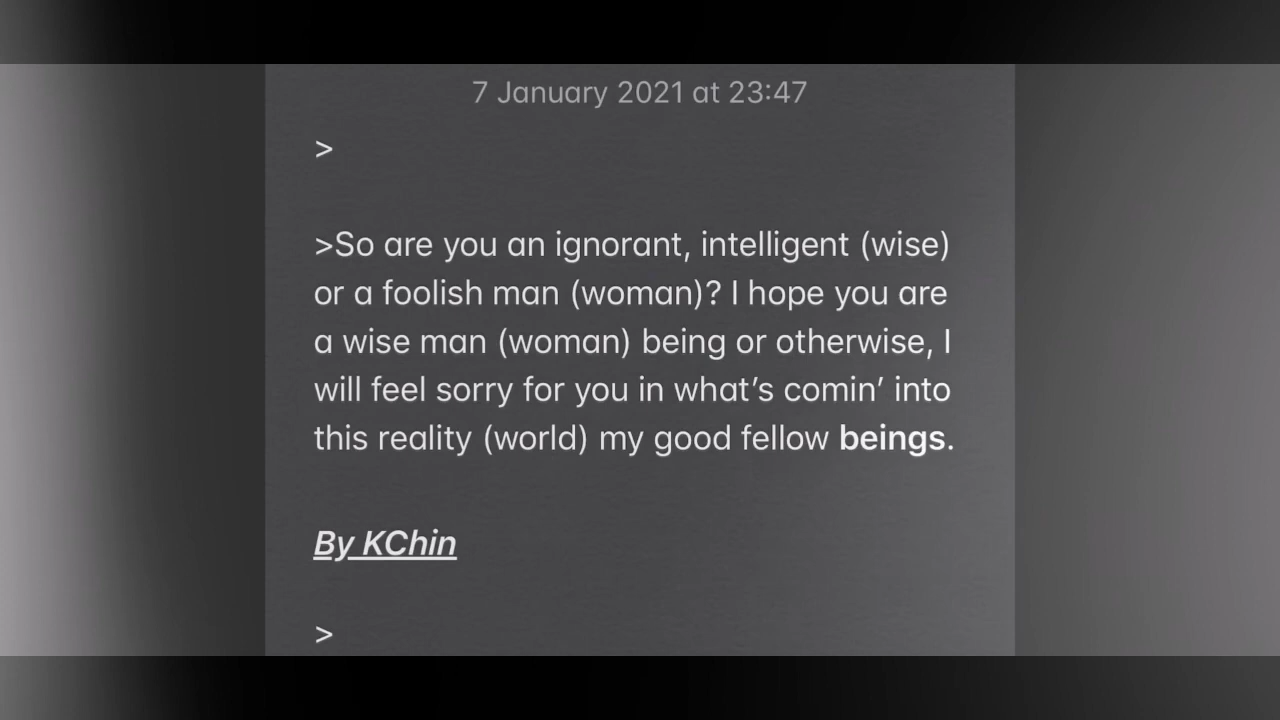 7 January 2021 at 23:47
>
>So are you an ignorant, intelligent (wise)
or a foolish man (woman)? I hope you are
a wise man (woman) being or otherwise, I
will feel sorry for you in what’s comin’ into
this reality (world) my good fellow beings.
By KChin
>